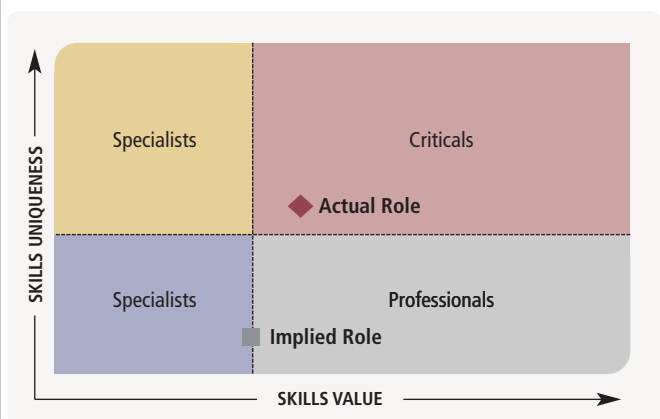 Specialists
Criticals
Actual Role
SKILLS UNIQUENESS
Specialists
Professionals
Implied Role
SKILLS VALUE